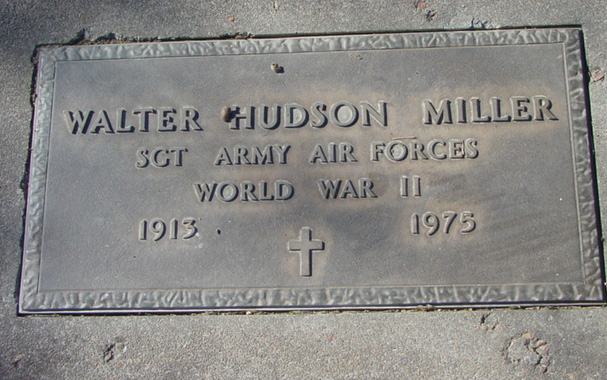 WALTER HUDSON MILLER
SGT ARMY AIR FORCES
WORLD WAR II
1913 1975